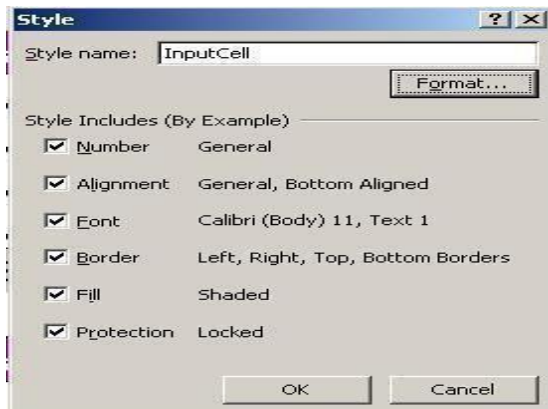 Style
Style name: InputCell
Format...
Style Includes (By Example)
Number General
Alignment General, Bottom Aligned
Font Calibri (Body) 11, Text 1
Border Left, Right, Top, Bottom Borders
Fill Shaded
Protection Locked
OK Cancel